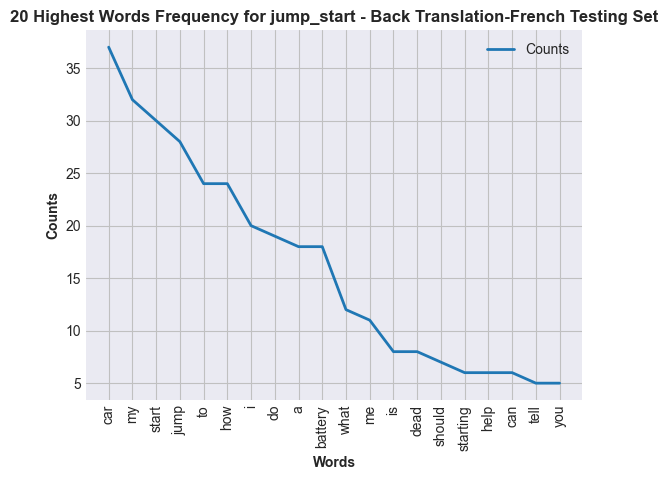 20 Highest Words Frequency for jump_start - Back Translation-French Testing Set
Counts
35
30
25
20
15
10
5
Counts
car
my
start
jump
to
how
i
do
a
battery
what
me
is
dead
should
starting
help
can
tell
you
Words